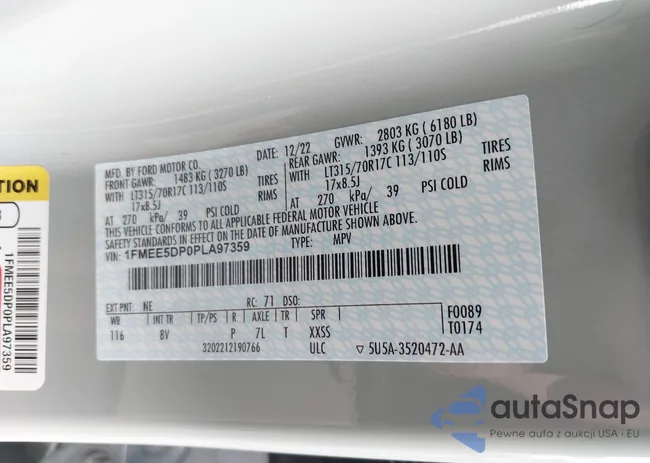 TION
3
1FMEE5DP0PLA97359
MFD. BY FORD MOTOR CO.
DATE: 12/22 GVWR: 2803 KG ( 6180 LB)
FRONT GAWR: 1483 KG ( 3270 LB)
REAR GAWR: 1393 KG ( 3070 LB)
WITH LT315/70R17C 113/110S TIRES
WITH LT315/70R17C 113/110S TIRES
17x8.5J RIMS
17x8.5J RIMS
AT 270 kPa/ 39 PSI COLD
AT 270 kPa/ 39 PSI COLD
THIS VEHICLE CONFORMS TO ALL APPLICABLE FEDERAL MOTOR VEHICLE
SAFETY STANDARDS IN EFFECT ON THE DATE OF MANUFACTURE SHOWN ABOVE.
VIN: 1FMEE5DP0PLA97359 TYPE: MPV
EXT PNT: NE RC: 71 DSO:
WB INT TR TP/PS R AXLE TR SPR F0089
116 BV P 7L T XXSS T0174
3202212190766 ULC ▽ 5U5A-3520472-AA
autaSnap
Pewne auta z aukcji USA i EU